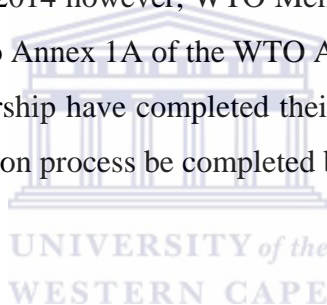 2014 however, WTO Mem
Annex 1A of the WTO A
ership have completed thei
on process be completed b
UNIVERSITY of the
WESTERN CAPE